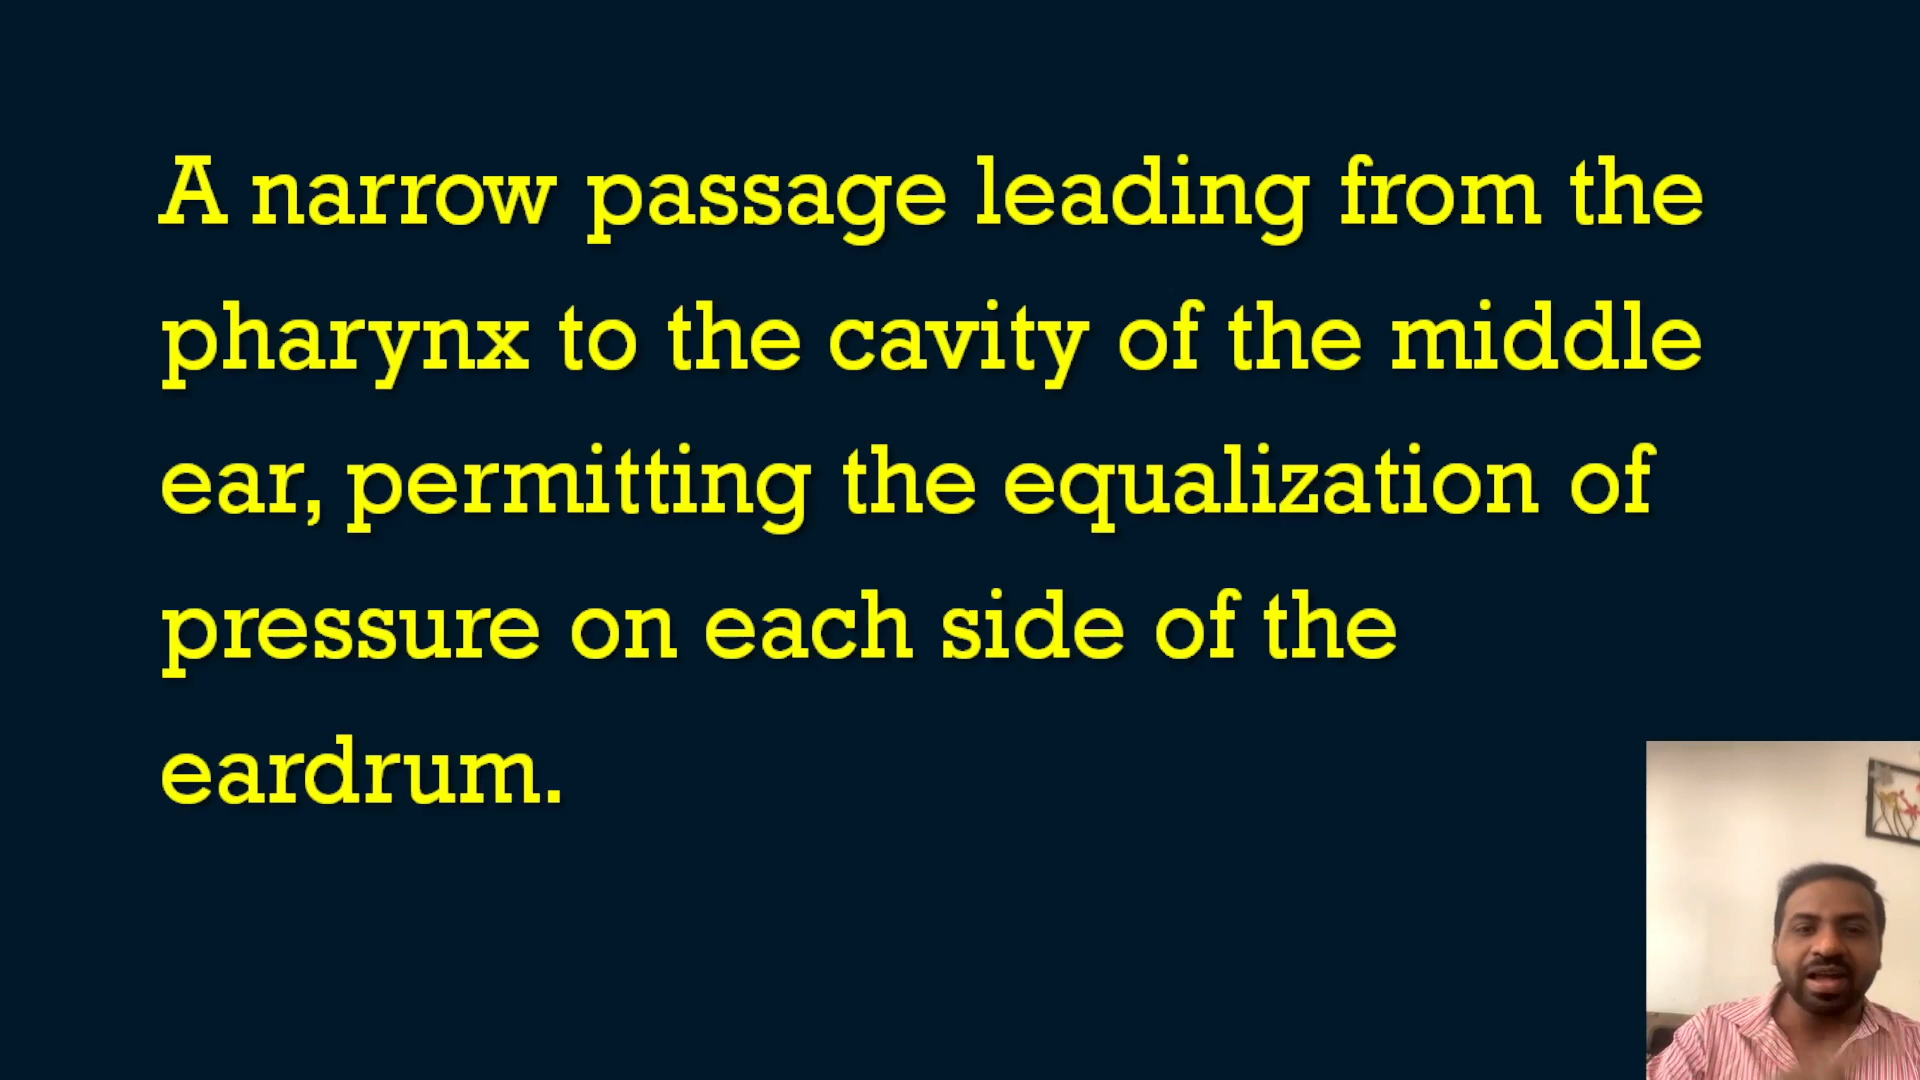 A narrow passage leading from the
pharynx to the cavity of the middle
ear, permitting the equalization of
pressure on each side of the
eardrum.